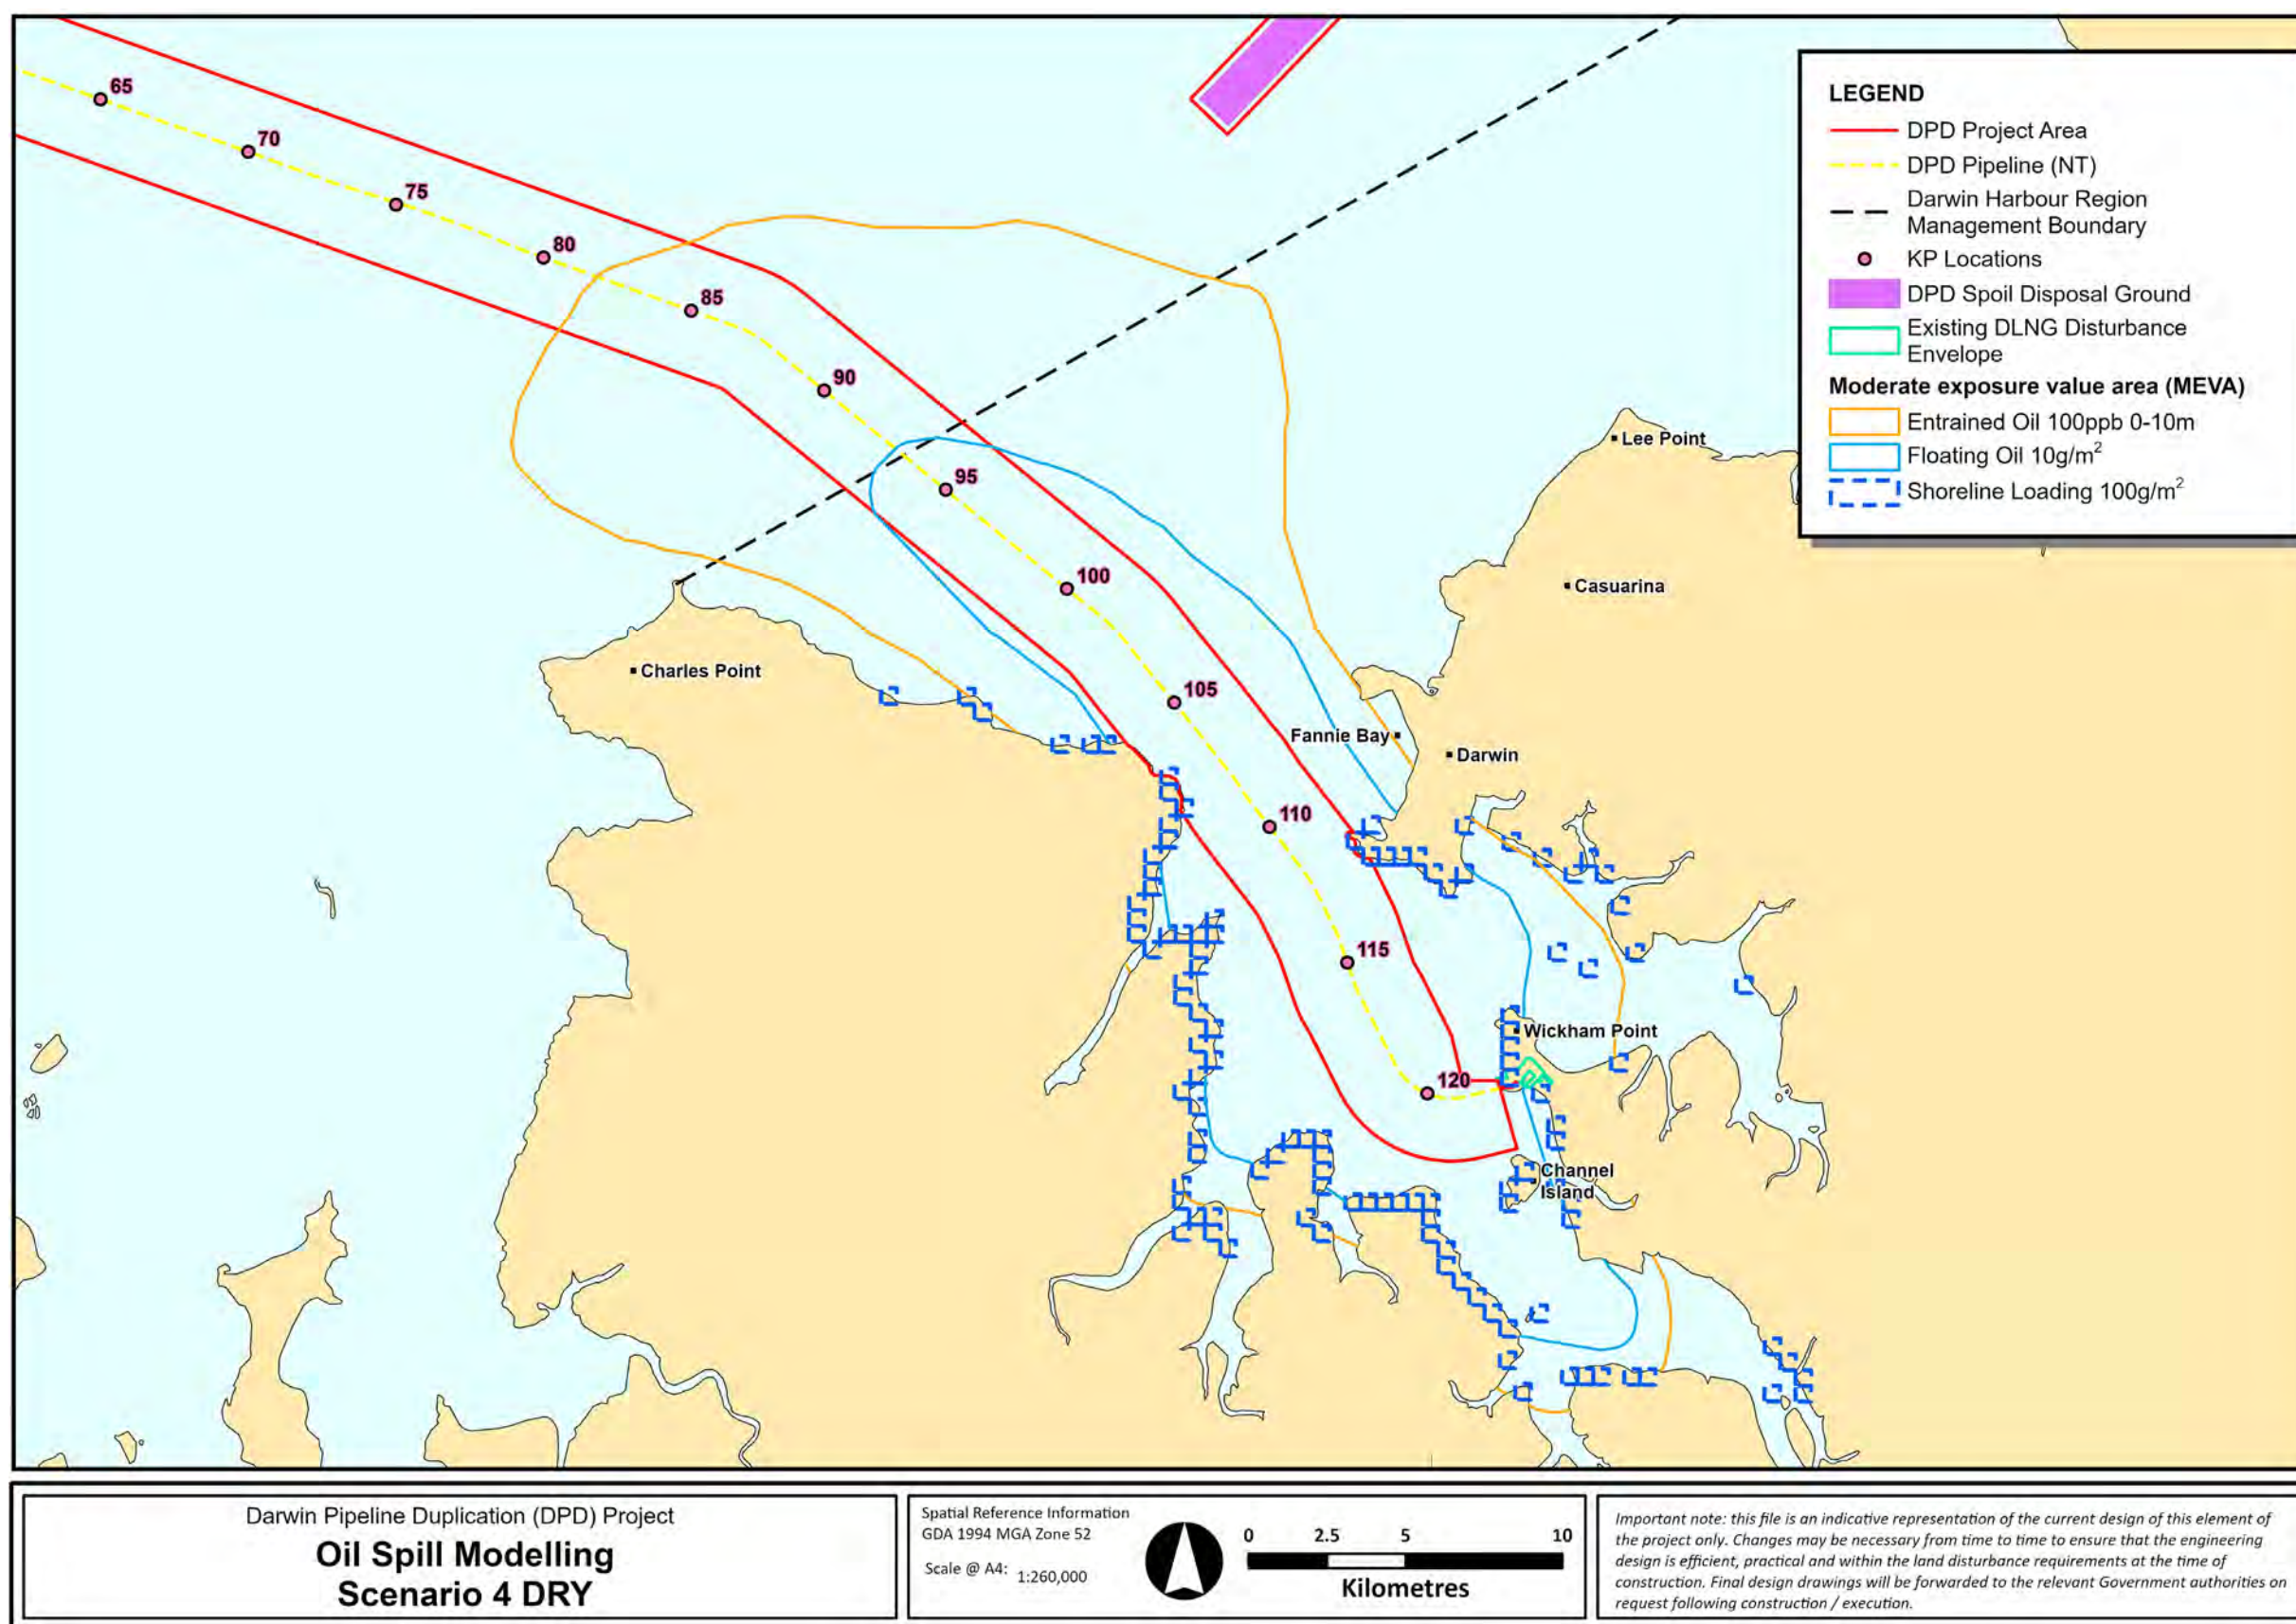 65
70
75
80
85
90
95
100
105
110
115
120
LEGEND
DPD Project Area
DPD Pipeline (NT)
Darwin Harbour Region
Management Boundary
KP Locations
DPD Spoil Disposal Ground
Existing DLNG Disturbance
Envelope
Moderate exposure value area (MEVA)
Entrained Oil 100ppb 0-10m
Floating Oil 10g/m²
Shoreline Loading 100g/m²
Lee Point
Casuarina
Charles Point
Fannie Bay
Darwin
Wickham Point
Channel
Island
Darwin Pipeline Duplication (DPD) Project
Oil Spill Modelling
Scenario 4 DRY
Spatial Reference Information
GDA 1994 MGA Zone 52
Scale @ A4: 1:260,000
0 2.5 5 10
Kilometres
Important note: this file is an indicative representation of the current design of this element of
the project only. Changes may be necessary from time to time to ensure that the engineering
design is efficient, practical and within the land disturbance requirements at the time of
construction. Final design drawings will be forwarded to the relevant Government authorities on
request following construction / execution.